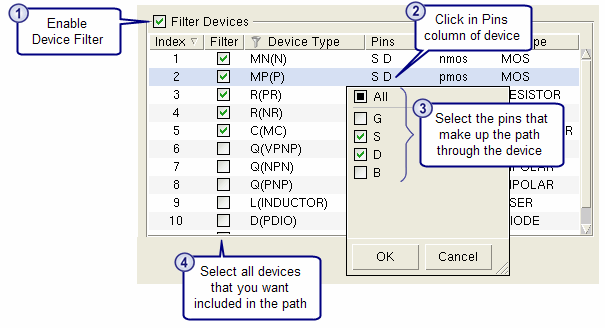 1
Enable
Device Filter
Filter Devices
2
Click in Pins
column of device
Index Filter Device Type Pins ype
1 MN(N) S D nmos MOS
2 MP(P) S D pmos MOS
3 R(PR) ESISTOR
4 R(NR)
5 C(MC) R
6 Q(VPNP)
7 Q(NPN)
8 Q(PNP) IPOLAR
9 L(INDUCTOR) SER
10 D(PDIO) IODE
All
G
S
D
B
3
Select the pins that
make up the path
through the device
OK Cancel
4
Select all devices
that you want
included in the path